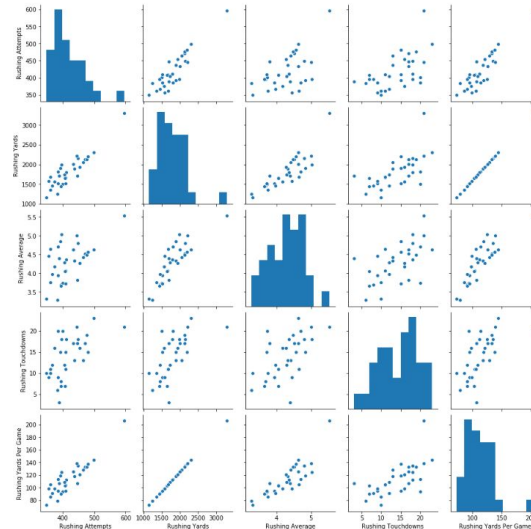 600
550
500
450
400
350
Rushing Attempts
3000
2500
2000
1500
1000
Rushing Yards
5.5
5.0
4.5
4.0
3.5
Rushing Average
20
15
10
5
Rushing Touchdowns
200
180
160
140
120
100
80
Rushing Yards Per Game
400 500 600
1000 1500 2000 2500 3000
4 5
5 10 15 20
100 150 200
Rushing Attempts Rushing Yards Rushing Average Rushing Touchdowns Rushing Yards Per Game